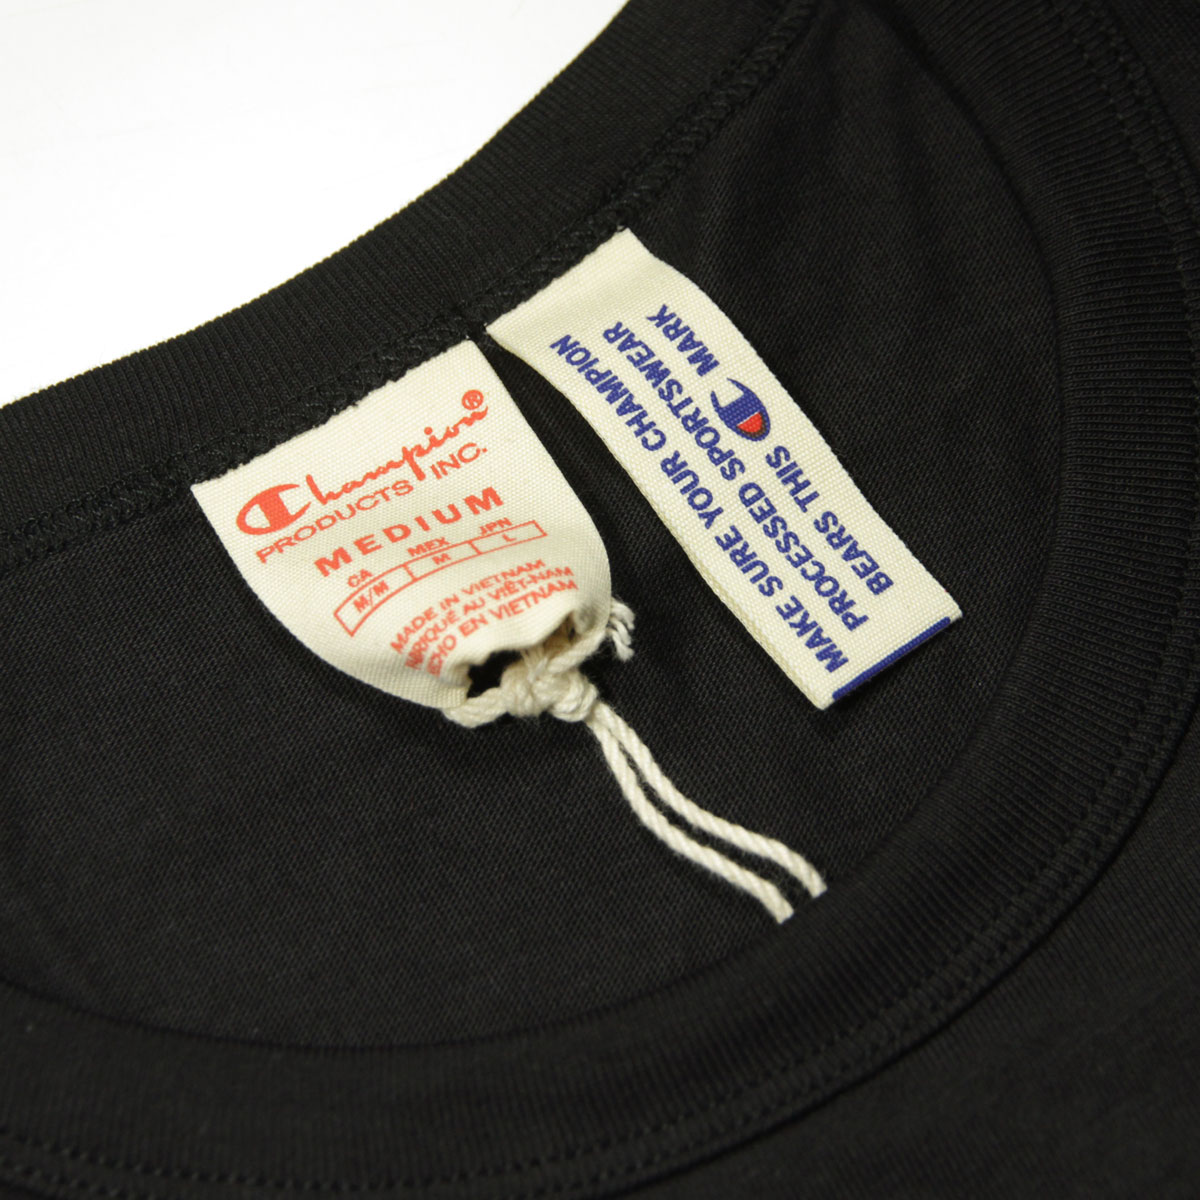 Champion®
PRODUCTS INC.
MEDIUM
CA MEX JPN
M/M M L
MADE IN VIETNAM
FABRIQUÉ AU VIÊT-NAM
HECHO EN VIETNAM
MAKE SURE YOUR CHAMPION
PROCESSED SPORTSWEAR
BEARS THIS C MARK